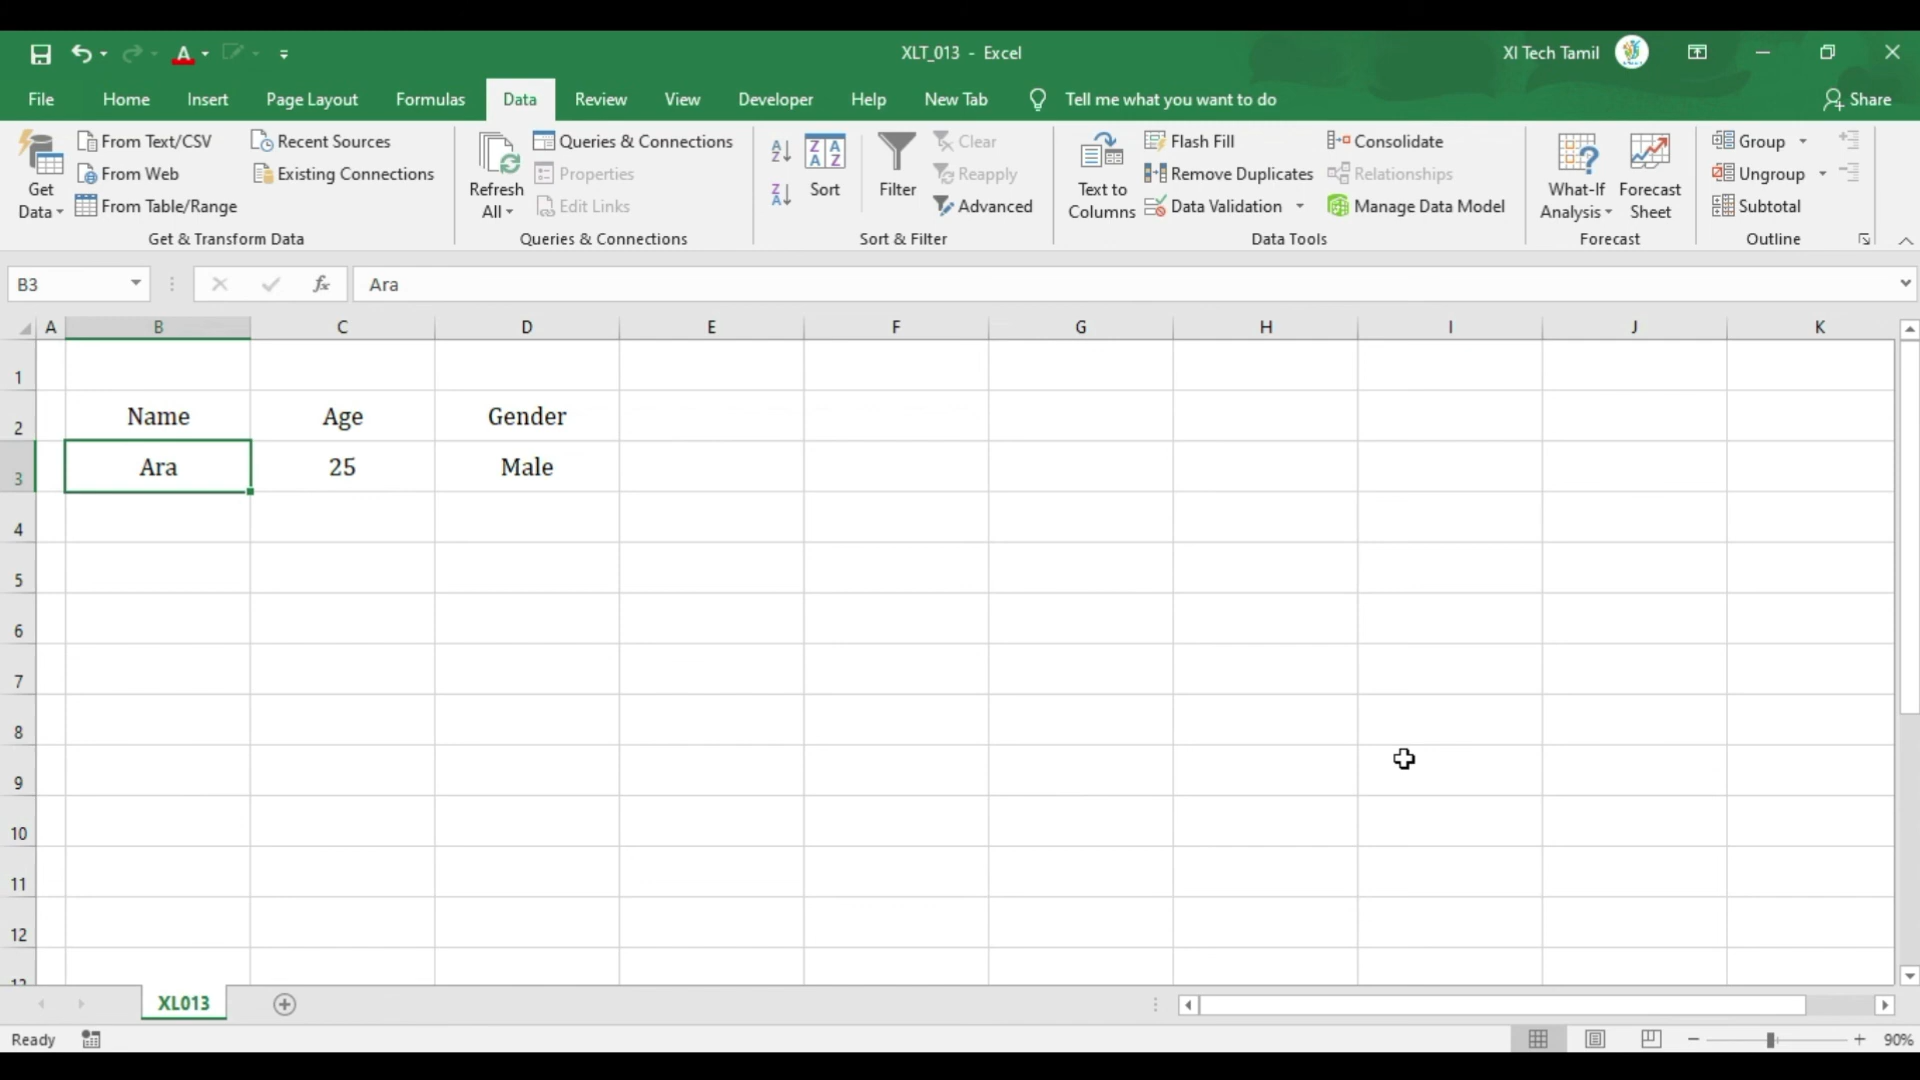 XLT_013 - Excel
XI Tech Tamil
File Home Insert Page Layout Formulas Data Review View Developer Help New Tab Tell me what you want to do Share
Get Data
From Text/CSV
From Web
From Table/Range
Recent Sources
Existing Connections
Get & Transform Data
Refresh All
Queries & Connections
Properties
Edit Links
Queries & Connections
Sort
Filter
Clear
Reapply
Advanced
Sort & Filter
Text to Columns
Flash Fill
Remove Duplicates
Data Validation
Consolidate
Relationships
Manage Data Model
Data Tools
What-If Analysis
Forecast Sheet
Forecast
Group
Ungroup
Subtotal
Outline
B3 fx Ara
A B C D E F G H I J K
1
2 Name Age Gender
3 Ara 25 Male
4
5
6
7
8
9
10
11
12
13
XL013
Ready
90%